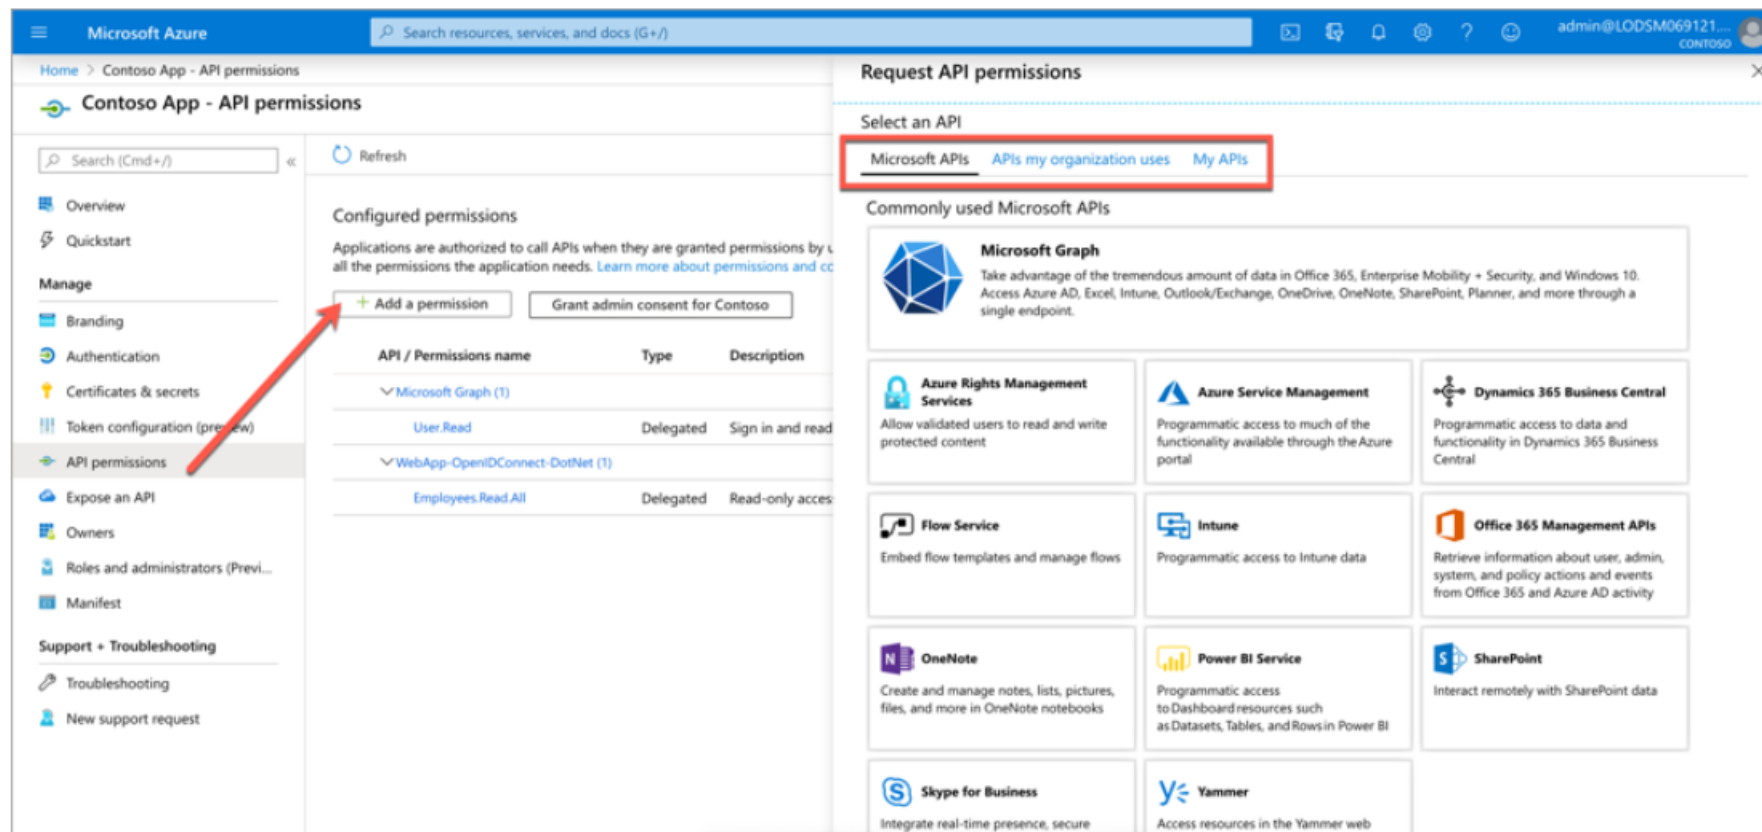 Microsoft Azure
Search resources, services, and docs (G+/)
admin@LODSM069121....
CONTOSO
Home > Contoso App - API permissions
Contoso App - API permissions
Search (Cmd+/)
«
Overview
Quickstart
Manage
Branding
Authentication
Certificates & secrets
Token configuration (preview)
API permissions
Expose an API
Owners
Roles and administrators (Previ...
Manifest
Support + Troubleshooting
Troubleshooting
New support request
Refresh
Configured permissions
Applications are authorized to call APIs when they are granted permissions by u
all the permissions the application needs. Learn more about permissions and co
+ Add a permission
Grant admin consent for Contoso
API / Permissions name Type Description
Microsoft Graph (1)
User.Read Delegated Sign in and read
WebApp-OpenIDConnect-DotNet (1)
Employees.Read.All Delegated Read-only acces
Request API permissions
Select an API
Microsoft APIs APIs my organization uses My APIs
Commonly used Microsoft APIs
Microsoft Graph
Take advantage of the tremendous amount of data in Office 365, Enterprise Mobility + Security, and Windows 10.
Access Azure AD, Excel, Intune, Outlook/Exchange, OneDrive, OneNote, SharePoint, Planner, and more through a
single endpoint.
Azure Rights Management
Services
Allow validated users to read and write
protected content
Azure Service Management
Programmatic access to much of the
functionality available through the Azure
portal
Dynamics 365 Business Central
Programmatic access to data and
functionality in Dynamics 365 Business
Central
Flow Service
Embed flow templates and manage flows
Intune
Programmatic access to Intune data
Office 365 Management APIs
Retrieve information about user, admin,
system, and policy actions and events
from Office 365 and Azure AD activity
OneNote
Create and manage notes, lists, pictures,
files, and more in OneNote notebooks
Power BI Service
Programmatic access
to Dashboard resources such
as Datasets, Tables, and Rows in Power BI
SharePoint
Interact remotely with SharePoint data
Skype for Business
Integrate real-time presence, secure
Yammer
Access resources in the Yammer web